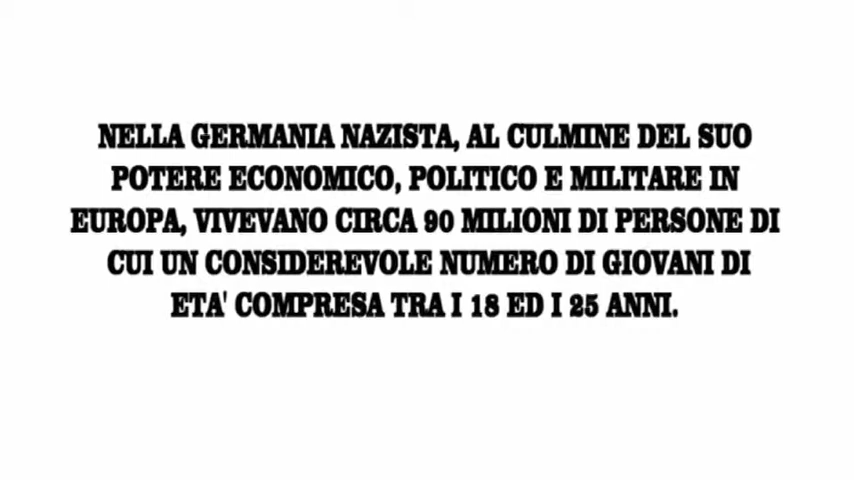 NELLA GERMANIA NAZISTA, AL CULMINE DEL SUO
POTERE ECONOMICO, POLITICO E MILITARE IN
EUROPA, VIVEVANO CIRCA 90 MILIONI DI PERSONE DI
CUI UN CONSIDEREVOLE NUMERO DI GIOVANI DI
ETA' COMPRESA TRA I 18 ED I 25 ANNI.